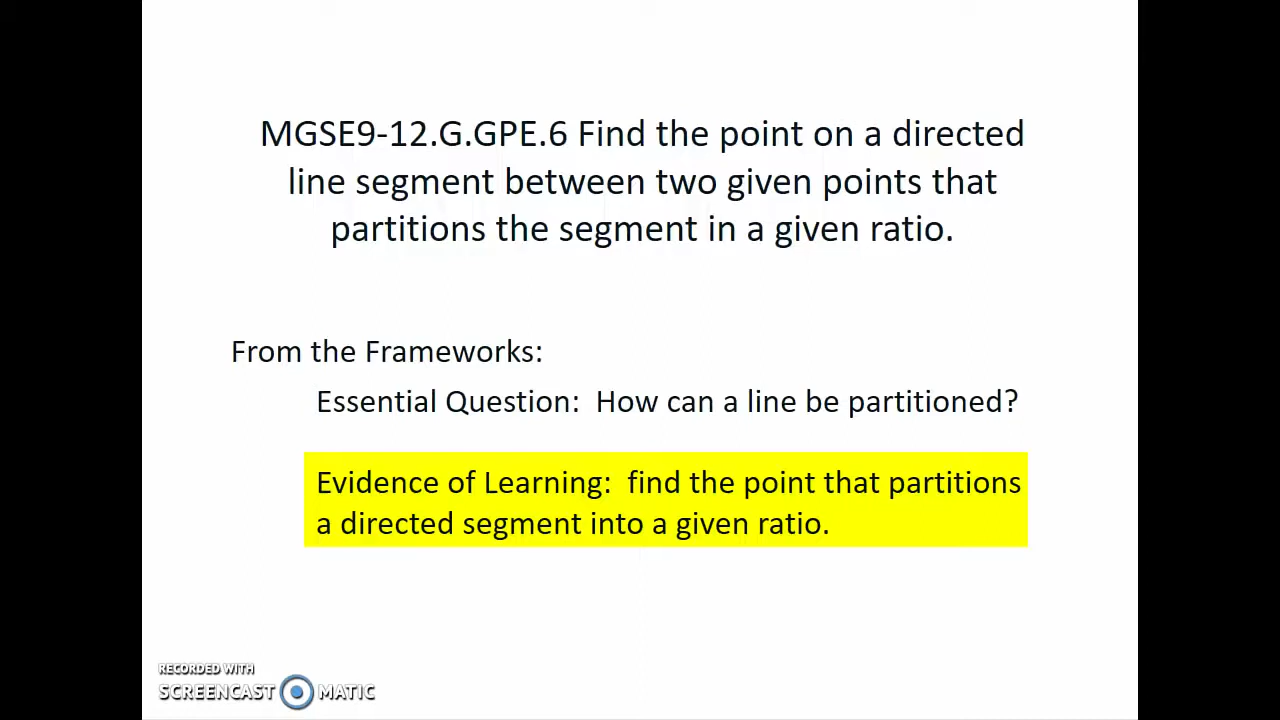 MGSE9-12.G.GPE.6 Find the point on a directed
line segment between two given points that
partitions the segment in a given ratio.
From the Frameworks:
Essential Question:  How can a line be partitioned?
Evidence of Learning:  find the point that partitions
a directed segment into a given ratio.
RECORDED WITH
SCREENCAST MATIC